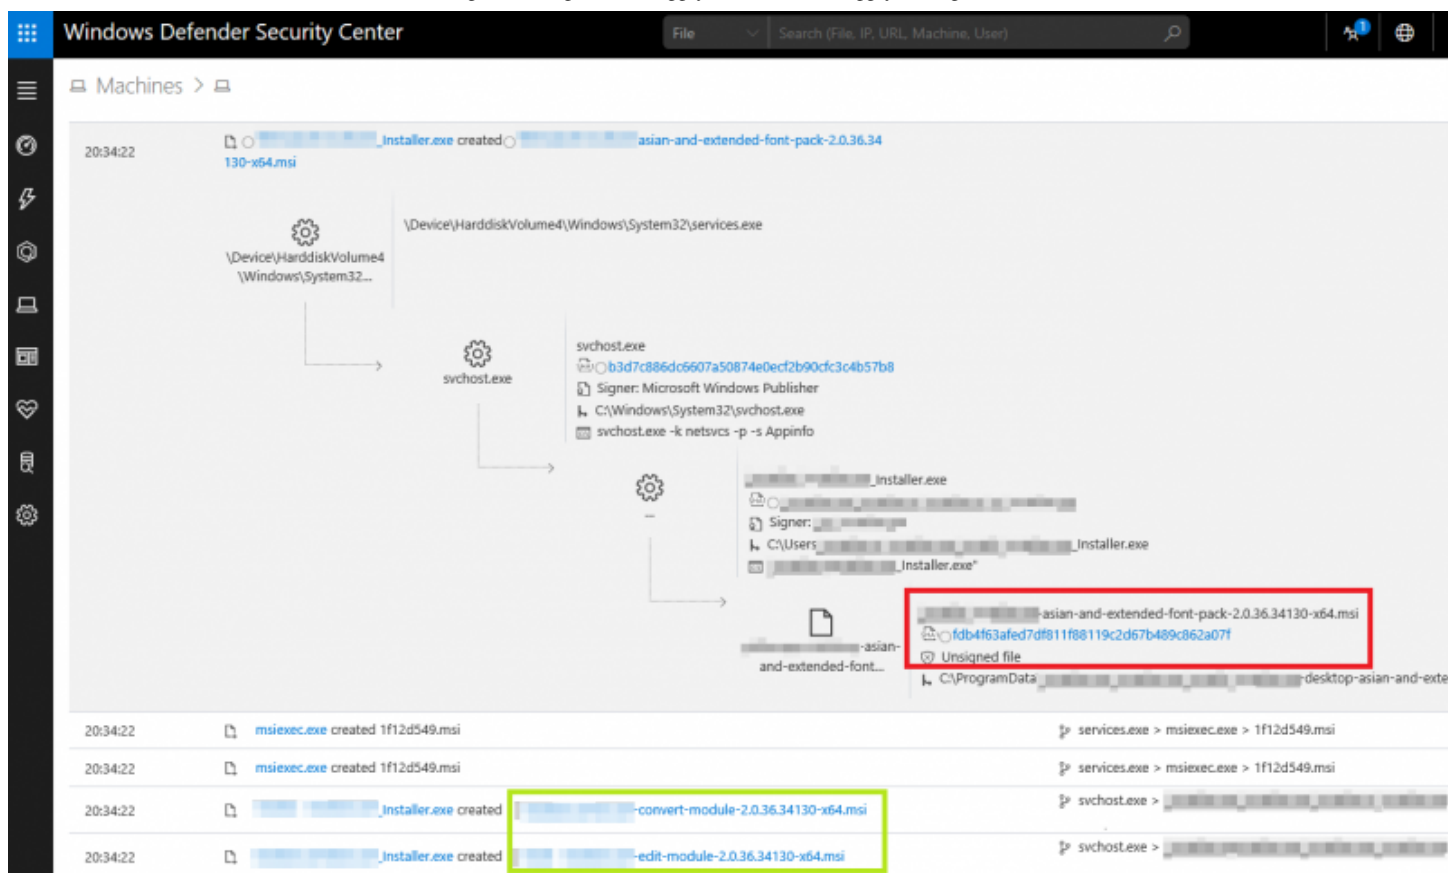 Windows Defender Security Center
File
Search (File, IP, URL, Machine, User)
1
Machines >
20:34:22
_Installer.exe created asian-and-extended-font-pack-2.0.36.34
130-x64.msi
\Device\HarddiskVolume4\Windows\System32\services.exe
\Device\HarddiskVolume4
\Windows\System32...
svchost.exe
svchost.exe
b3d7c886dc6607a50874e0ecf2b90cfc3c4b57b8
Signer: Microsoft Windows Publisher
C:\Windows\System32\svchost.exe
svchost.exe -k netsvcs -p -s Appinfo
_Installer.exe
...
Signer:
C:\Users _Installer.exe
_Installer.exe"
-asian-and-extended-font-pack-2.0.36.34130-x64.msi
fdb4f63afed7df811f88119c2d67b489c862a07f
Unsigned file
C:\ProgramData -desktop-asian-and-exte
-asian-
and-extended-font...
20:34:22 msiexec.exe created 1f12d549.msi services.exe > msiexec.exe > 1f12d549.msi
20:34:22 msiexec.exe created 1f12d549.msi services.exe > msiexec.exe > 1f12d549.msi
20:34:22 _Installer.exe created -convert-module-2.0.36.34130-x64.msi svchost.exe >
20:34:22 _Installer.exe created -edit-module-2.0.36.34130-x64.msi svchost.exe >